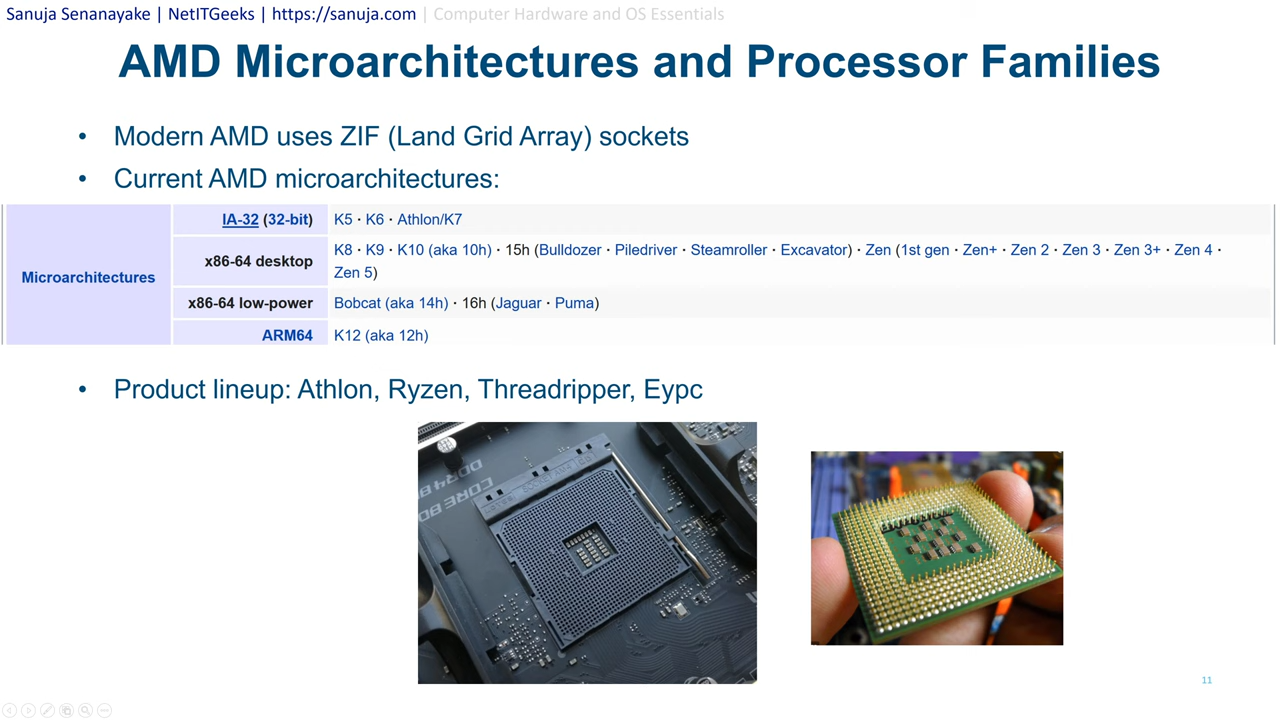 Sanuja Senanayake | NetITGeeks | https://sanuja.com | Computer Hardware and OS Essentials
AMD Microarchitectures and Processor Families
• Modern AMD uses ZIF (Land Grid Array) sockets
• Current AMD microarchitectures:
Microarchitectures
IA-32 (32-bit) K5 · K6 · Athlon/K7
x86-64 desktop K8 · K9 · K10 (aka 10h) · 15h (Bulldozer · Piledriver · Steamroller · Excavator) · Zen (1st gen · Zen+ · Zen 2 · Zen 3 · Zen 3+ · Zen 4 ·
Zen 5)
x86-64 low-power Bobcat (aka 14h) · 16h (Jaguar · Puma)
ARM64 K12 (aka 12h)
• Product lineup: Athlon, Ryzen, Threadripper, Eypc
DDR4
SOCKET AM4
11